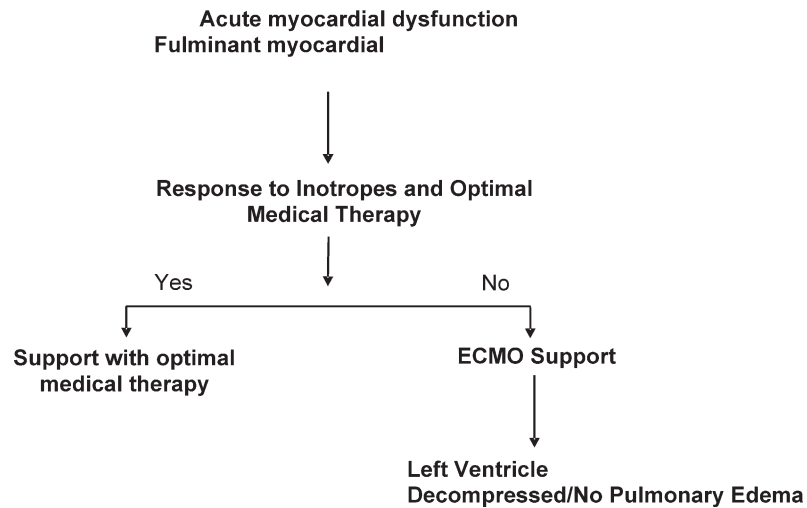 Acute myocardial dysfunction
Fulminant myocardial
Response to Inotropes and Optimal
Medical Therapy
Yes
No
Support with optimal
medical therapy
ECMO Support
Left Ventricle
Decompressed/No Pulmonary Edema